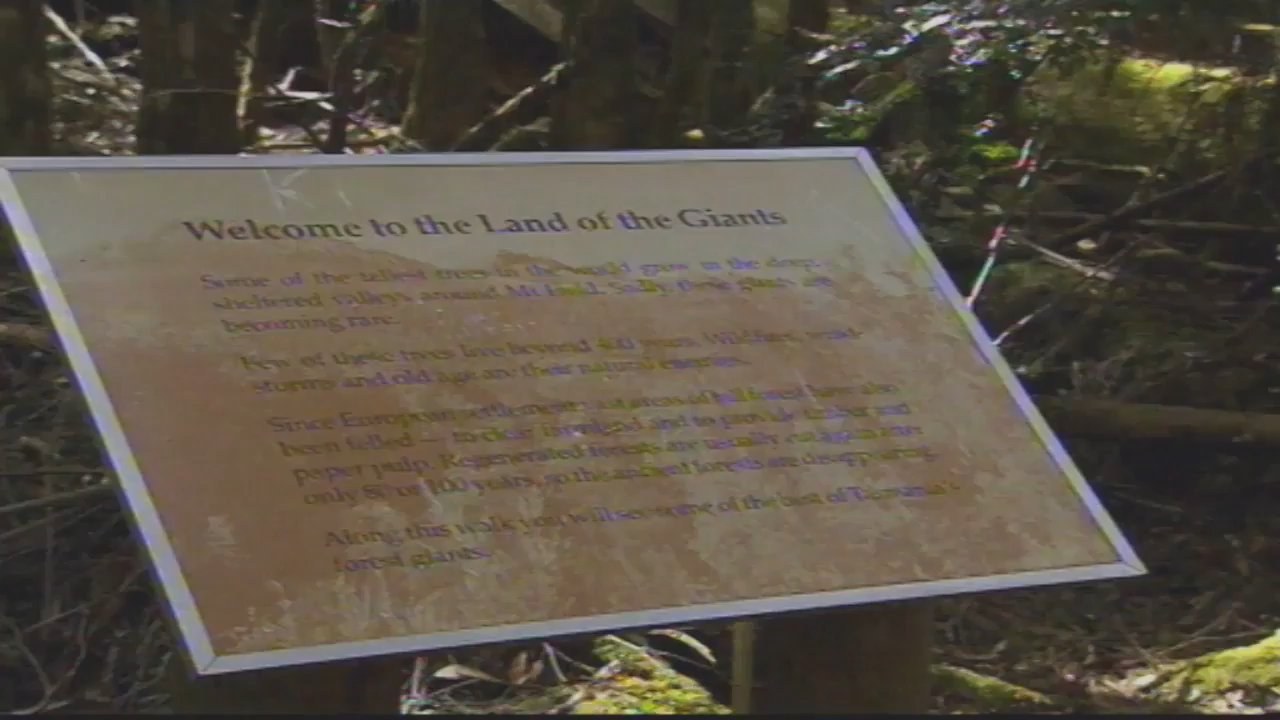 Welcome to the Land of the Giants
Some of the tallest trees in the world grow in the deep,
sheltered valleys around Mt Field. Sadly, these giants are
becoming rare.
Few of these trees live beyond 400 years. Wildfires, wind-
storms and old age are their natural enemies.
Since European settlement, areas of tall forest have also
been felled — to clear farmland and to provide timber and
paper pulp. Regenerated forests are usually cut again after
only 80 or 100 years, so the ancient forests are disappearing.
Along this walk you will see some of the best of Tasmania's
forest giants.